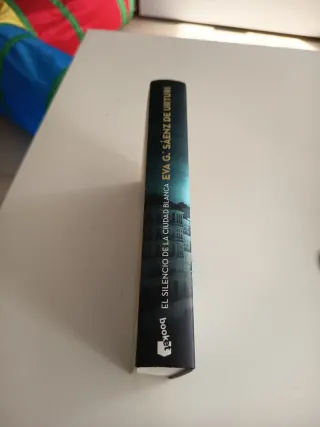 EVA G.ª SÁENZ DE URTURI
EL SILENCIO DE LA CIUDAD BLANCA
booket